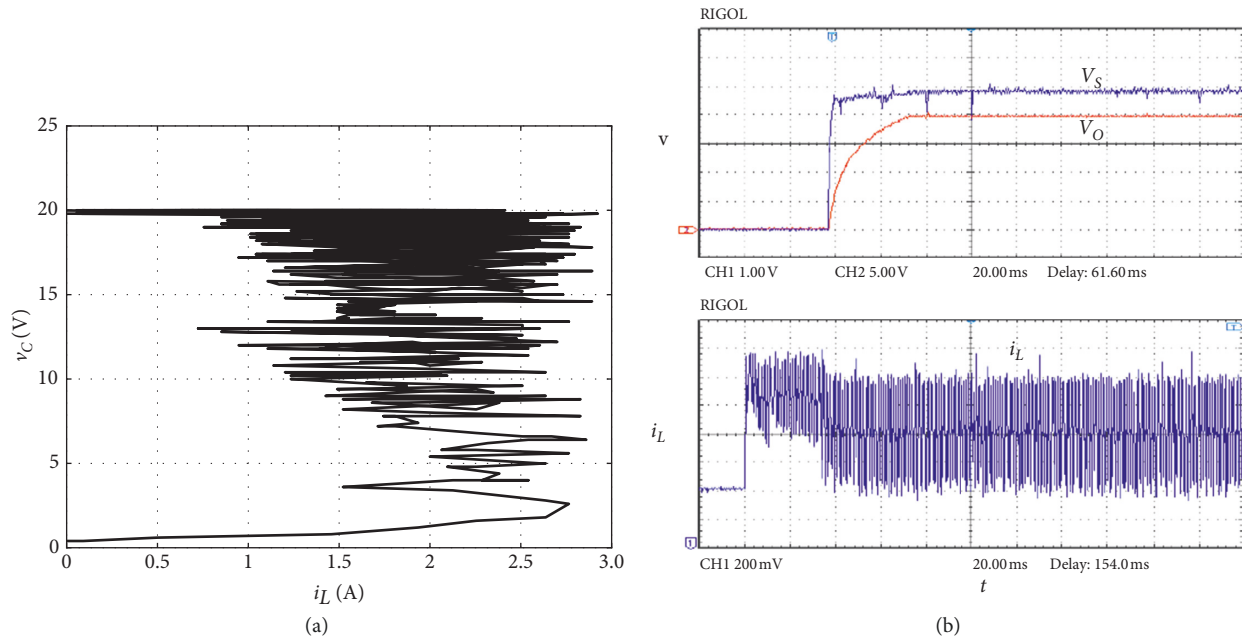 25
20
15
10
5
0
v_C (V)
0 0.5 1 1.5 2 2.5 3.0
i_L (A)
(a)
RIGOL
T
V_S
V_O
v
2
CH1 1.00 V CH2 5.00 V 20.00 ms Delay: 61.60 ms
RIGOL
T
i_L
i_L
1
CH1 200 mV 20.00 ms Delay: 154.0 ms
t
(b)